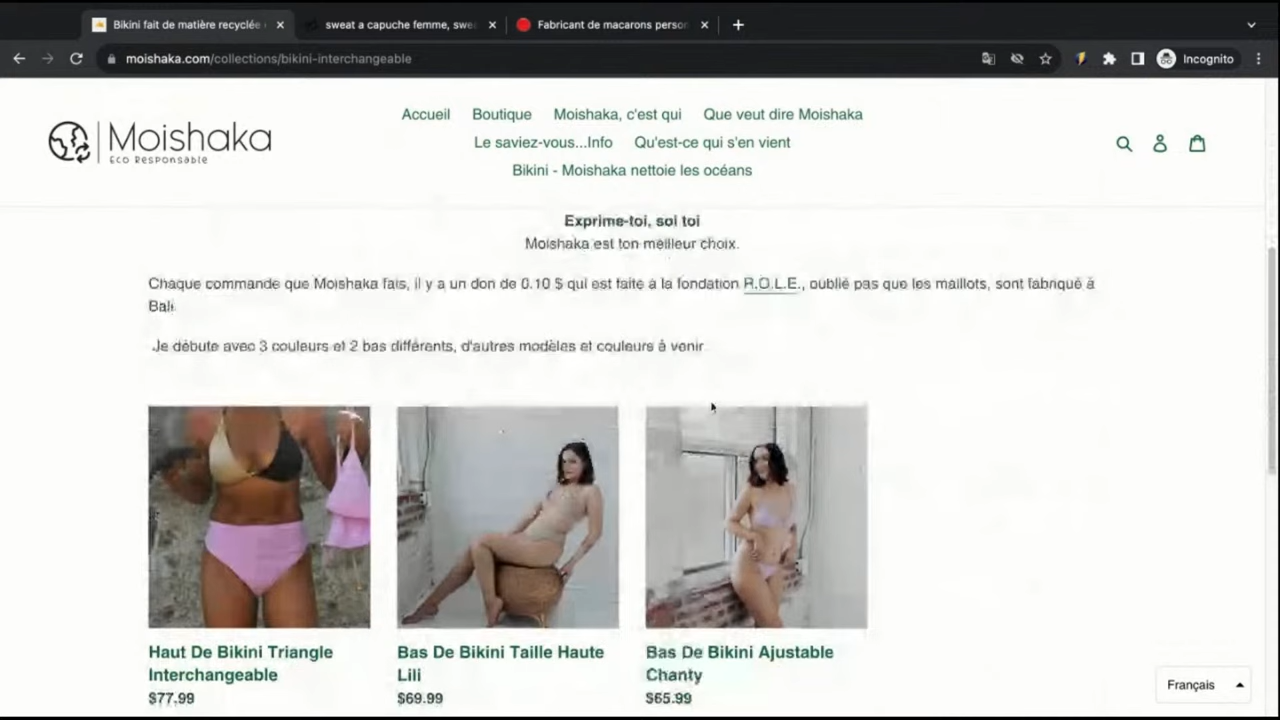 Bikini fait de matière recyclée
sweat a capuche femme, swe
Fabricant de macarons perso
moishaka.com/collections/bikini-interchangeable
Incognito
Moishaka
Eco Responsable
Accueil Boutique Moishaka, c'est qui Que veut dire Moishaka
Le saviez-vous...Info Qu'est-ce qui s'en vient
Bikini - Moishaka nettoie les océans
Exprime-toi, soi toi
Moishaka est ton meilleur choix.
Chaque commande que Moishaka fais, il y a un don de 0.10 $ qui est faite à la fondation R.O.L.E., oublié pas que les maillots, sont fabriqué à
Bali
Je débute avec 3 couleurs et 2 bas différents, d'autres modèles et couleurs à venir
Haut De Bikini Triangle
Interchangeable
$77.99
Bas De Bikini Taille Haute
Lili
$69.99
Bas De Bikini Ajustable
Chanty
$65.99
Français